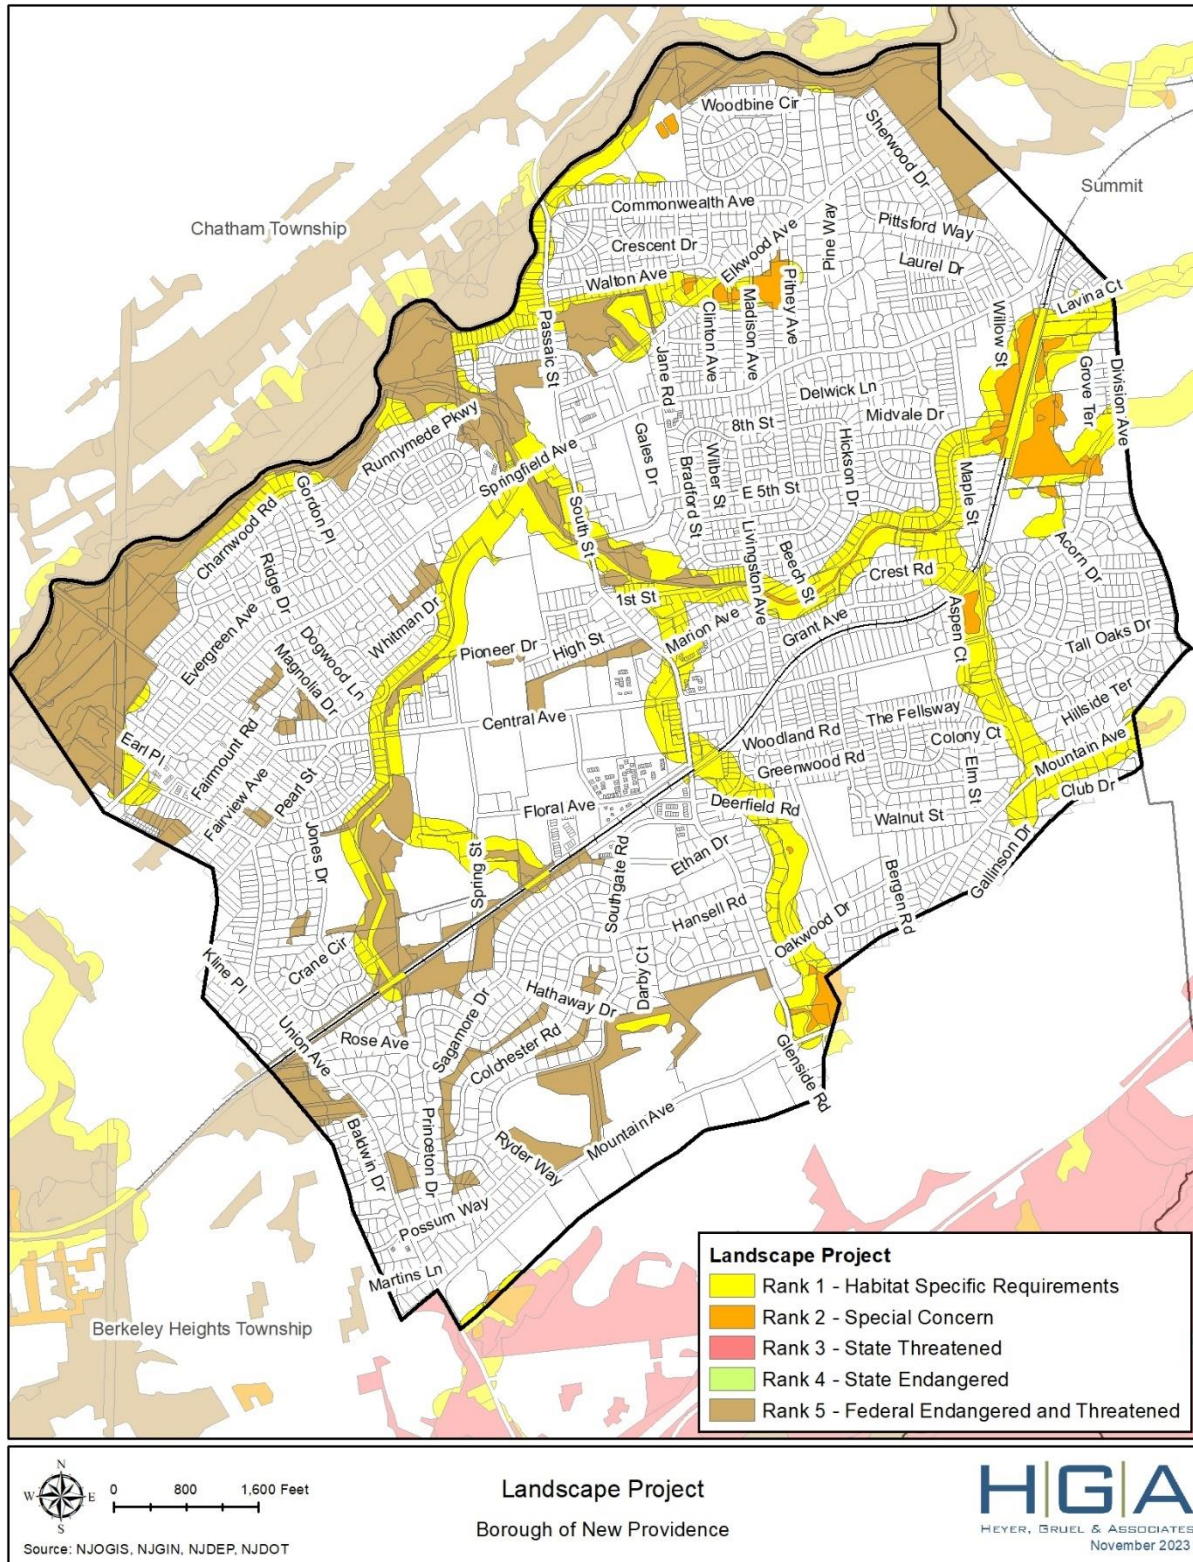 Woodbine Cir
Sherwood Dr
Summit
Commonwealth Ave
Chatham Township
Pittsford Way
Crescent Dr
Elkwood Ave
Pine Way
Laurel Dr
Walton Ave
Pitney Ave
Lavina Ct
Madison Ave
Clinton Ave
Willow St
Passaic St
Jane Rd
Grove Ter
Division Ave
Delwick Ln
Midvale Dr
Runnymede Pkwy
8th St
Springfield Ave
Gales Dr
Wilber St
Hickson Dr
Bradford St
E 5th St
Maple St
Gordon Pl
Charnwood Rd
South St
Livingston Ave
Beech St
Acorn Dr
Ridge Dr
Crest Rd
1st St
Whitman Dr
Evergreen Ave
Marion Ave
Grant Ave
Aspen Ct
Dogwood Ln
Pioneer Dr
High St
Tall Oaks Dr
Magnolia Dr
Central Ave
The Fellsway
Hillside Ter
Woodland Rd
Colony Ct
Earl Pl
Fairmount Rd
Greenwood Rd
Elm St
Mountain Ave
Fairview Ave
Pearl St
Floral Ave
Deerfield Rd
Club Dr
Walnut St
Jones Dr
Spring St
Southgate Rd
Ethan Dr
Gallinson Dr
Bergen Rd
Hansell Rd
Oakwood Dr
Kline Pl
Crane Cir
Darby Ct
Hathaway Dr
Sagamore Dr
Union Ave
Rose Ave
Colchester Rd
Glenside Rd
Princeton Dr
Mountain Ave
Baldwin Dr
Ryder Way
Possum Way
Martins Ln
Berkeley Heights Township
Landscape Project
Rank 1 - Habitat Specific Requirements
Rank 2 - Special Concern
Rank 3 - State Threatened
Rank 4 - State Endangered
Rank 5 - Federal Endangered and Threatened
N
W E
S
0 800 1,600 Feet
Source: NJOGIS, NJGIN, NJDEP, NJDOT
Landscape Project
Borough of New Providence
H|G|A
HEYER, GRUEL & ASSOCIATES
November 2023